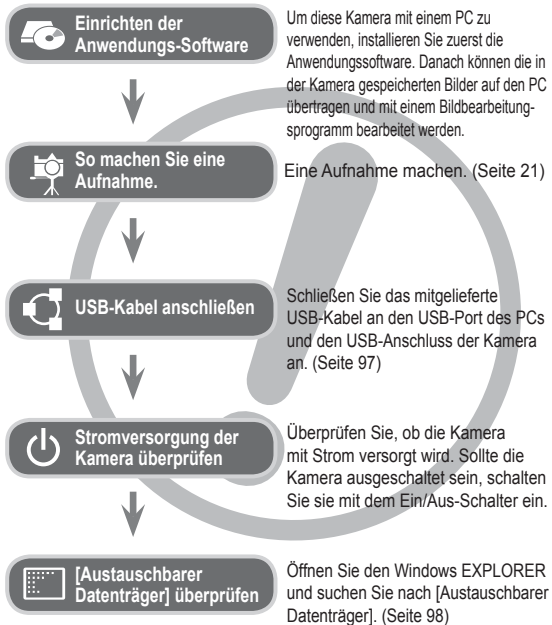 Einrichten der
Anwendungs-Software
Um diese Kamera mit einem PC zu
verwenden, installieren Sie zuerst die
Anwendungssoftware. Danach können die in
der Kamera gespeicherten Bilder auf den PC
übertragen und mit einem Bildbearbeitung-
sprogramm bearbeitet werden.
So machen Sie eine
Aufnahme.
Eine Aufnahme machen. (Seite 21)
USB-Kabel anschließen
Schließen Sie das mitgelieferte
USB-Kabel an den USB-Port des PCs
und den USB-Anschluss der Kamera
an. (Seite 97)
Stromversorgung der
Kamera überprüfen
Überprüfen Sie, ob die Kamera
mit Strom versorgt wird. Sollte die
Kamera ausgeschaltet sein, schalten
Sie sie mit dem Ein/Aus-Schalter ein.
[Austauschbarer
Datenträger] überprüfen
Öffnen Sie den Windows EXPLORER
und suchen Sie nach [Austauschbarer
Datenträger]. (Seite 98)